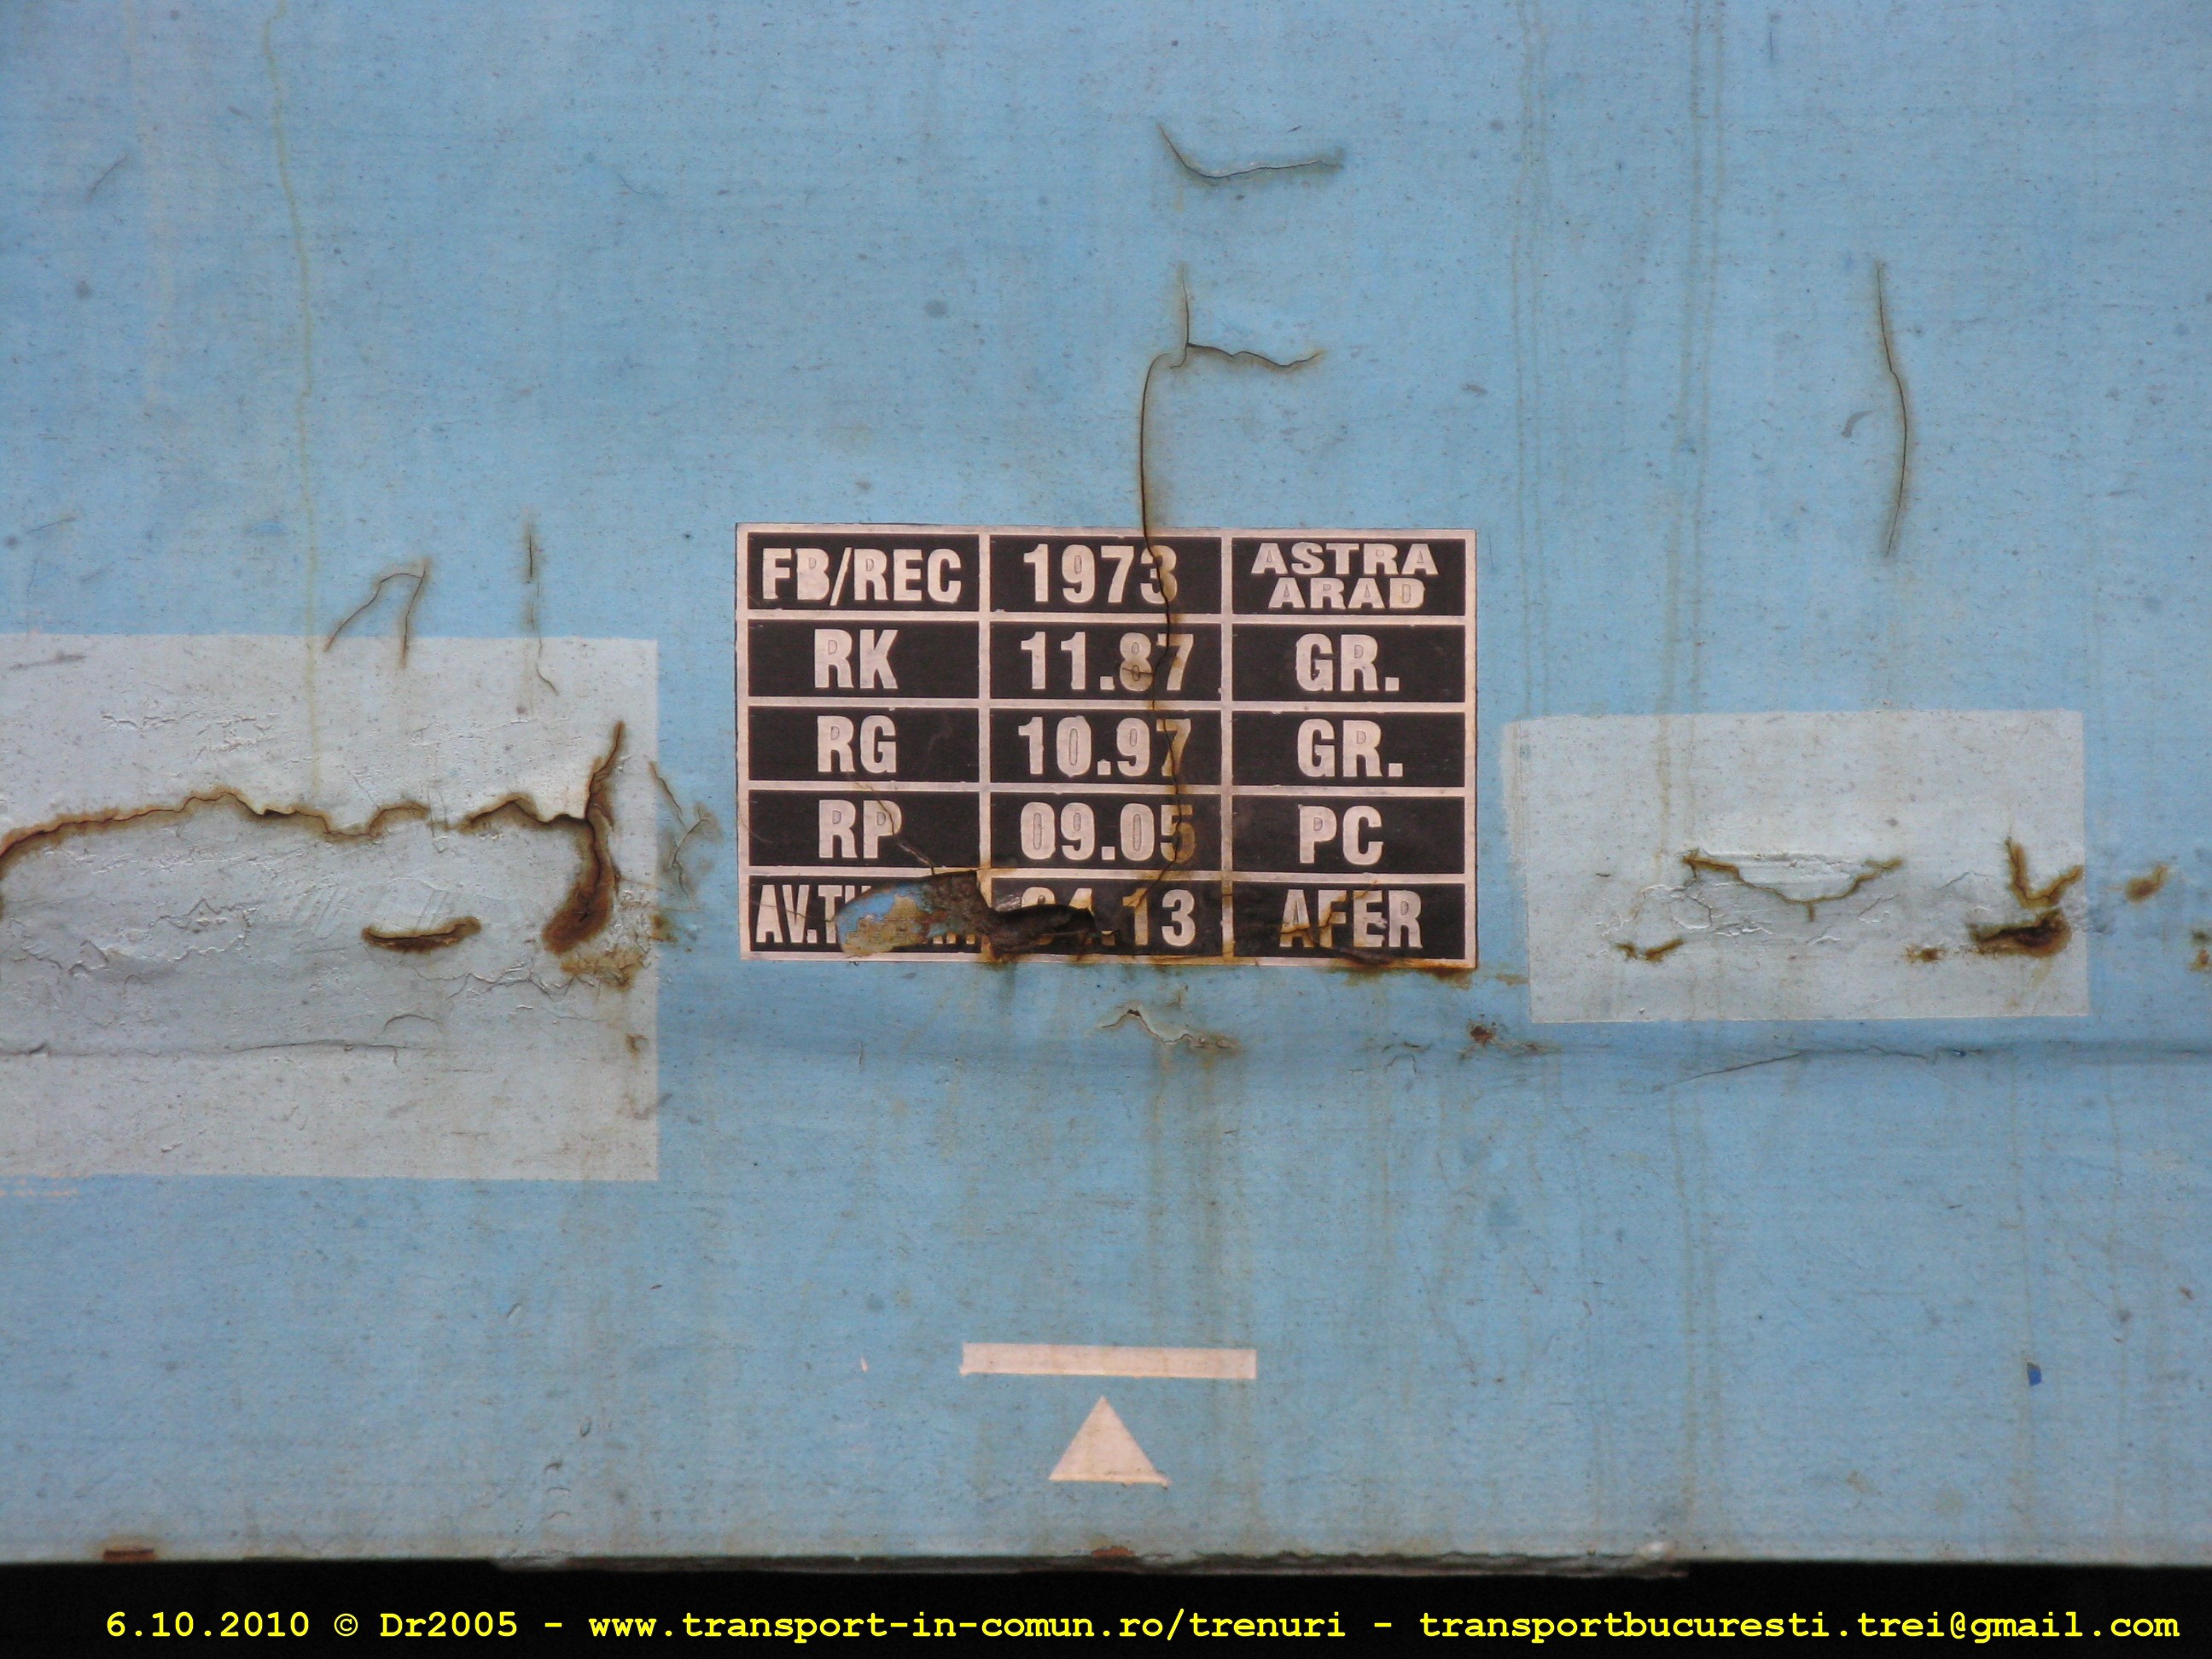 FB/REC 1973 ASTRA ARAD
RK 11.87 GR.
RG 10.97 GR.
RP 09.05 PC
13 AFER
6.10.2010 © Dr2005 - www.transport-in-comun.ro/trenuri - transportbucuresti.trei@gmail.com